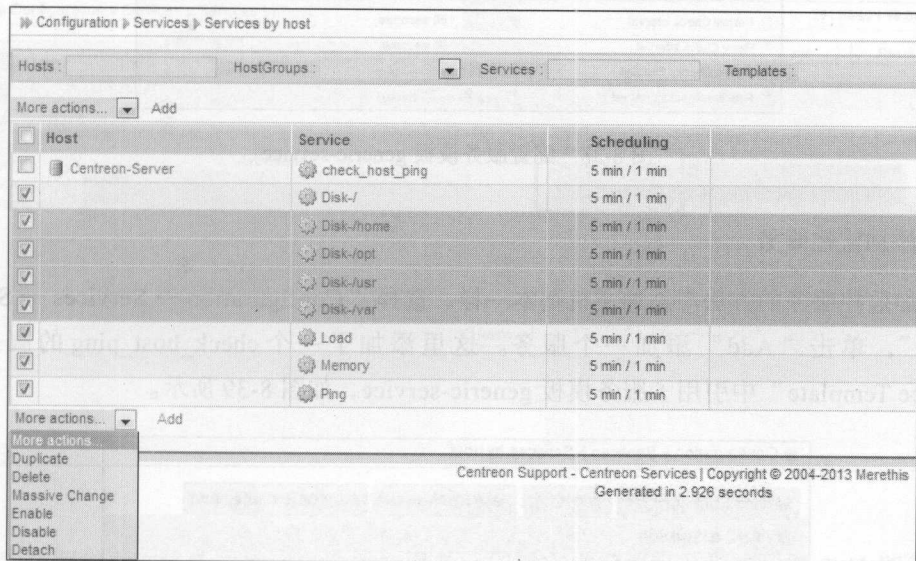 Configuration Services Services by host
Hosts : HostGroups : Services : Templates :
More actions... Add
Host Service Scheduling
Centreon-Server check_host_ping 5 min / 1 min
Disk-/ 5 min / 1 min
Disk-/home 5 min / 1 min
Disk-/opt 5 min / 1 min
Disk-/usr 5 min / 1 min
Disk-/var 5 min / 1 min
Load 5 min / 1 min
Memory 5 min / 1 min
Ping 5 min / 1 min
More actions... Add
More actions...
Duplicate
Delete
Massive Change
Enable
Disable
Detach
Centreon Support - Centreon Services | Copyright © 2004-2013 Merethis
Generated in 2.926 seconds